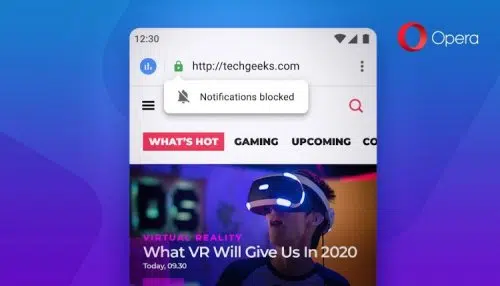 12:30
Opera
http://techgeeks.com
Notifications blocked
WHAT'S HOT GAMING UPCOMING CO
VIRTUAL REALITY
What VR Will Give Us In 2020
Today, 09.30